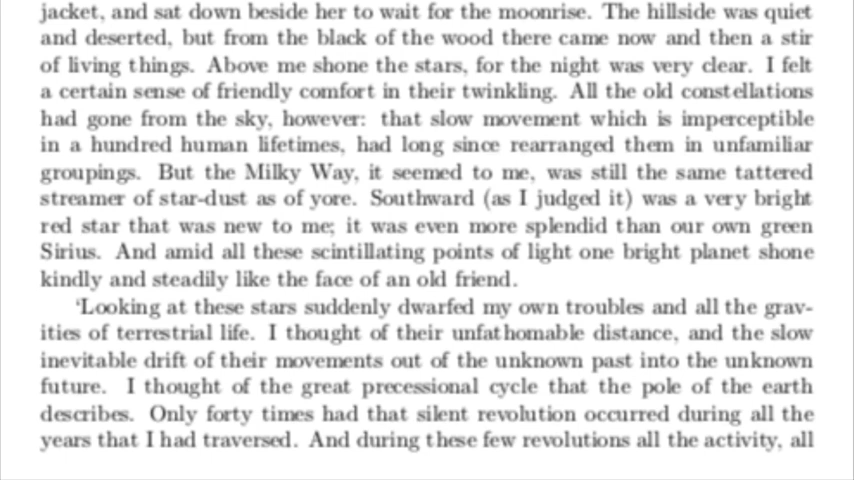 jacket, and sat down beside her to wait for the moonrise. The hillside was quiet
and deserted, but from the black of the wood there came now and then a stir
of living things. Above me shone the stars, for the night was very clear. I felt
a certain sense of friendly comfort in their twinkling. All the old constellations
had gone from the sky, however: that slow movement which is imperceptible
in a hundred human lifetimes, had long since rearranged them in unfamiliar
groupings. But the Milky Way, it seemed to me, was still the same tattered
streamer of star-dust as of yore. Southward (as I judged it) was a very bright
red star that was new to me; it was even more splendid than our own green
Sirius. And amid all these scintillating points of light one bright planet shone
kindly and steadily like the face of an old friend.
‘Looking at these stars suddenly dwarfed my own troubles and all the grav-
ities of terrestrial life. I thought of their unfathomable distance, and the slow
inevitable drift of their movements out of the unknown past into the unknown
future. I thought of the great precessional cycle that the pole of the earth
describes. Only forty times had that silent revolution occurred during all the
years that I had traversed. And during these few revolutions all the activity, all